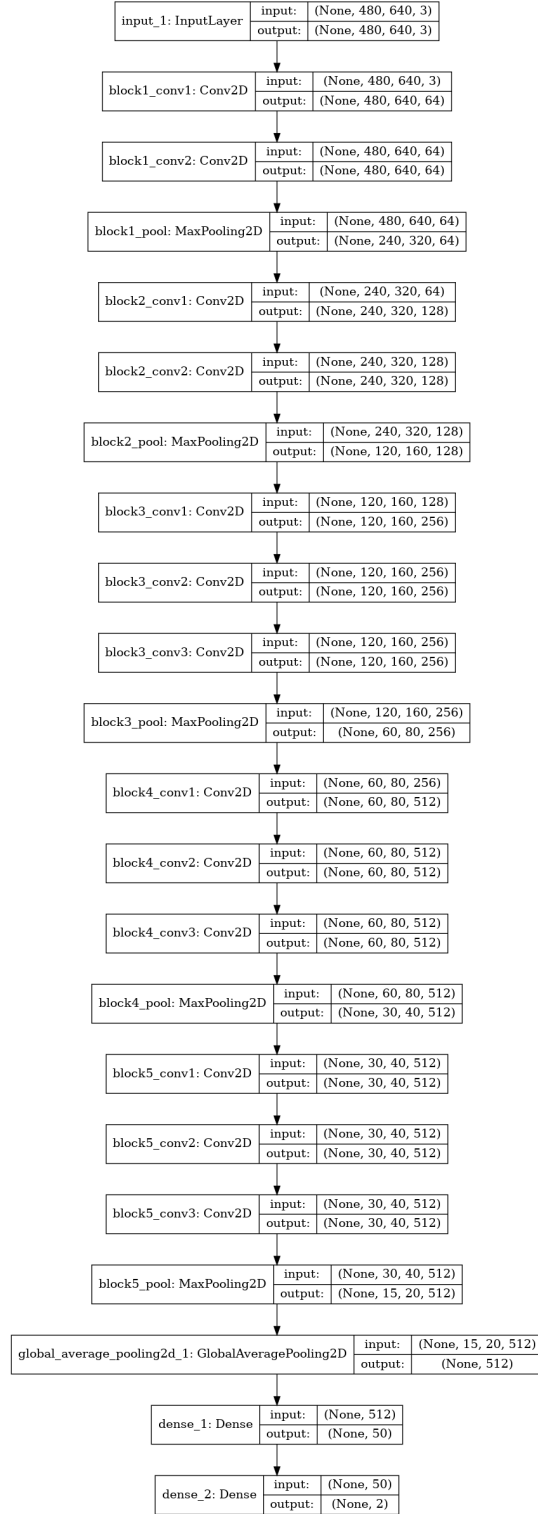 input_1: InputLayer input: (None, 480, 640, 3)
output: (None, 480, 640, 3)
block1_conv1: Conv2D input: (None, 480, 640, 3)
output: (None, 480, 640, 64)
block1_conv2: Conv2D input: (None, 480, 640, 64)
output: (None, 480, 640, 64)
block1_pool: MaxPooling2D input: (None, 480, 640, 64)
output: (None, 240, 320, 64)
block2_conv1: Conv2D input: (None, 240, 320, 64)
output: (None, 240, 320, 128)
block2_conv2: Conv2D input: (None, 240, 320, 128)
output: (None, 240, 320, 128)
block2_pool: MaxPooling2D input: (None, 240, 320, 128)
output: (None, 120, 160, 128)
block3_conv1: Conv2D input: (None, 120, 160, 128)
output: (None, 120, 160, 256)
block3_conv2: Conv2D input: (None, 120, 160, 256)
output: (None, 120, 160, 256)
block3_conv3: Conv2D input: (None, 120, 160, 256)
output: (None, 120, 160, 256)
block3_pool: MaxPooling2D input: (None, 120, 160, 256)
output: (None, 60, 80, 256)
block4_conv1: Conv2D input: (None, 60, 80, 256)
output: (None, 60, 80, 512)
block4_conv2: Conv2D input: (None, 60, 80, 512)
output: (None, 60, 80, 512)
block4_conv3: Conv2D input: (None, 60, 80, 512)
output: (None, 60, 80, 512)
block4_pool: MaxPooling2D input: (None, 60, 80, 512)
output: (None, 30, 40, 512)
block5_conv1: Conv2D input: (None, 30, 40, 512)
output: (None, 30, 40, 512)
block5_conv2: Conv2D input: (None, 30, 40, 512)
output: (None, 30, 40, 512)
block5_conv3: Conv2D input: (None, 30, 40, 512)
output: (None, 30, 40, 512)
block5_pool: MaxPooling2D input: (None, 30, 40, 512)
output: (None, 15, 20, 512)
global_average_pooling2d_1: GlobalAveragePooling2D input: (None, 15, 20, 512)
output: (None, 512)
dense_1: Dense input: (None, 512)
output: (None, 50)
dense_2: Dense input: (None, 50)
output: (None, 2)